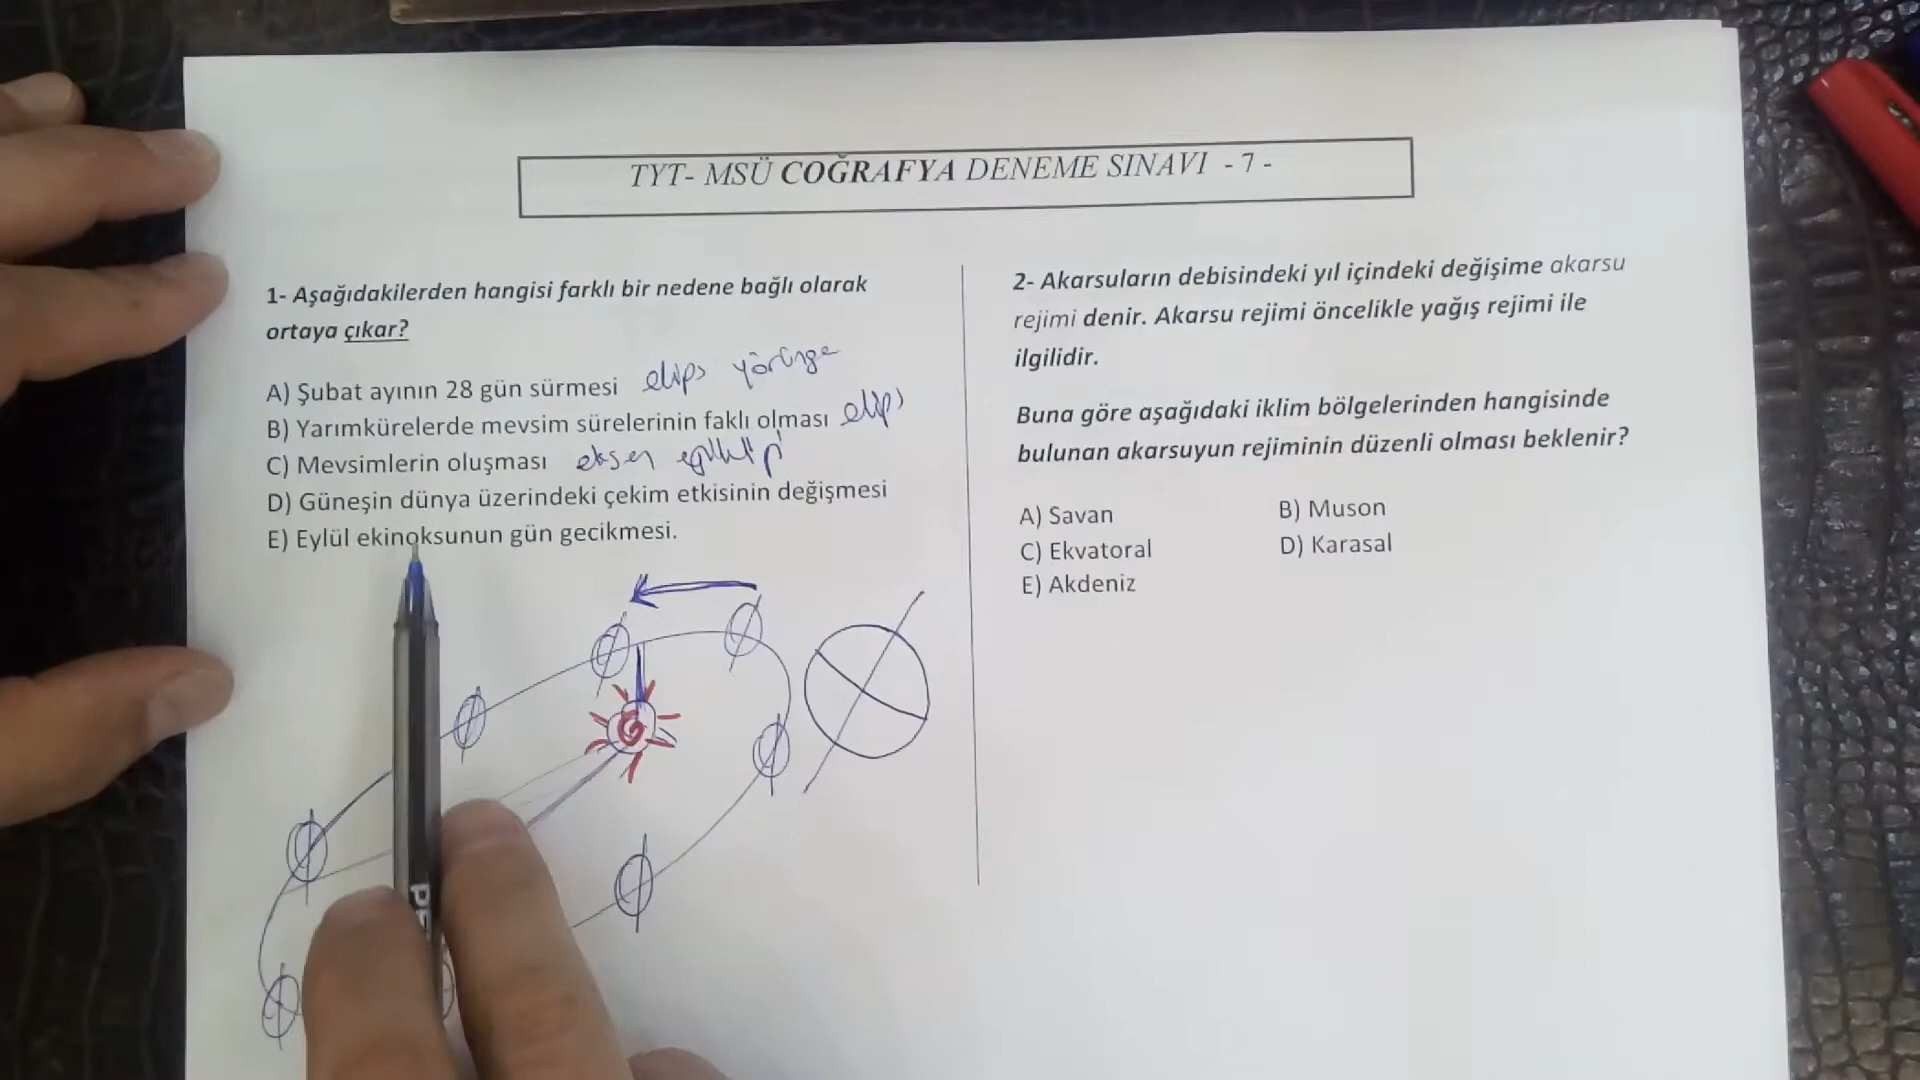 TYT- MSÜ COĞRAFYA DENEME SINAVI - 7 -
1- Aşağıdakilerden hangisi farklı bir nedene bağlı olarak
ortaya çıkar?
A) Şubat ayının 28 gün sürmesi elips yörünge
B) Yarımkürelerde mevsim sürelerinin faklı olması elips
C) Mevsimlerin oluşması eksen eğikliği
D) Güneşin dünya üzerindeki çekim etkisinin değişmesi
E) Eylül ekinoksunun gün gecikmesi.
G
2- Akarsuların debisindeki yıl içindeki değişime akarsu
rejimi denir. Akarsu rejimi öncelikle yağış rejimi ile
ilgilidir.
Buna göre aşağıdaki iklim bölgelerinden hangisinde
bulunan akarsuyun rejiminin düzenli olması beklenir?
A) Savan B) Muson
C) Ekvatoral D) Karasal
E) Akdeniz